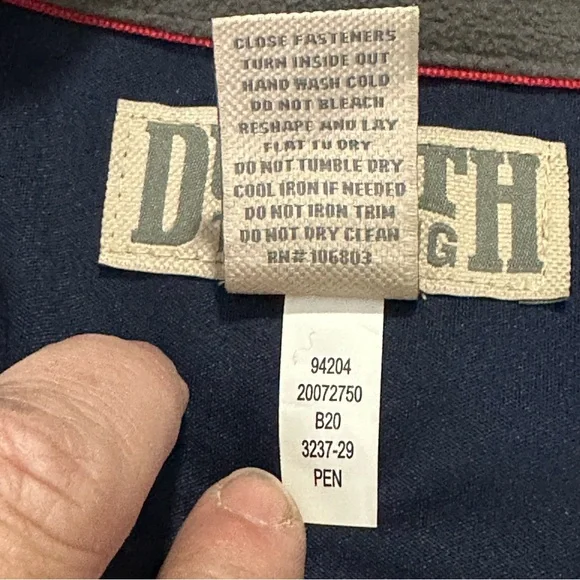 CLOSE FASTENERS
TURN INSIDE OUT
HAND WASH COLD
DO NOT BLEACH
RESHAPE AND LAY
FLAT TO DRY
DO NOT TUMBLE DRY
COOL IRON IF NEEDED
DO NOT IRON TRIM
DO NOT DRY CLEAN
RN# 106803
94204
20072750
B20
3237-29
PEN